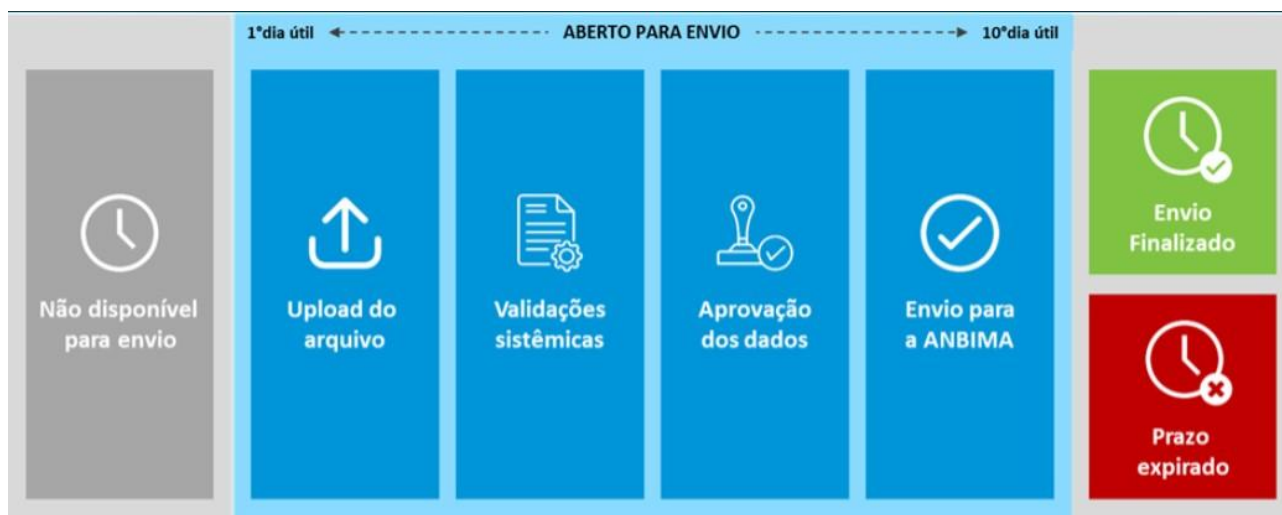 1°dia útil ABERTO PARA ENVIO 10°dia útil
Não disponível
para envio
Upload do
arquivo
Validações
sistêmicas
Aprovação
dos dados
Envio para
a ANBIMA
Envio
Finalizado
Prazo
expirado